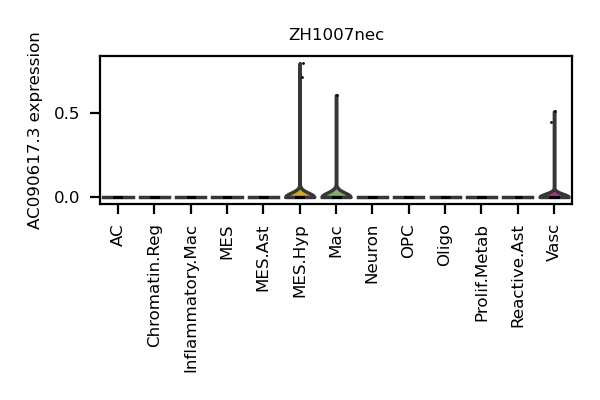 ZH1007nec
AC090617.3 expression
0.5
0.0
AC
Chromatin.Reg
Inflammatory.Mac
MES
MES.Ast
MES.Hyp
Mac
Neuron
OPC
Oligo
Prolif.Metab
Reactive.Ast
Vasc